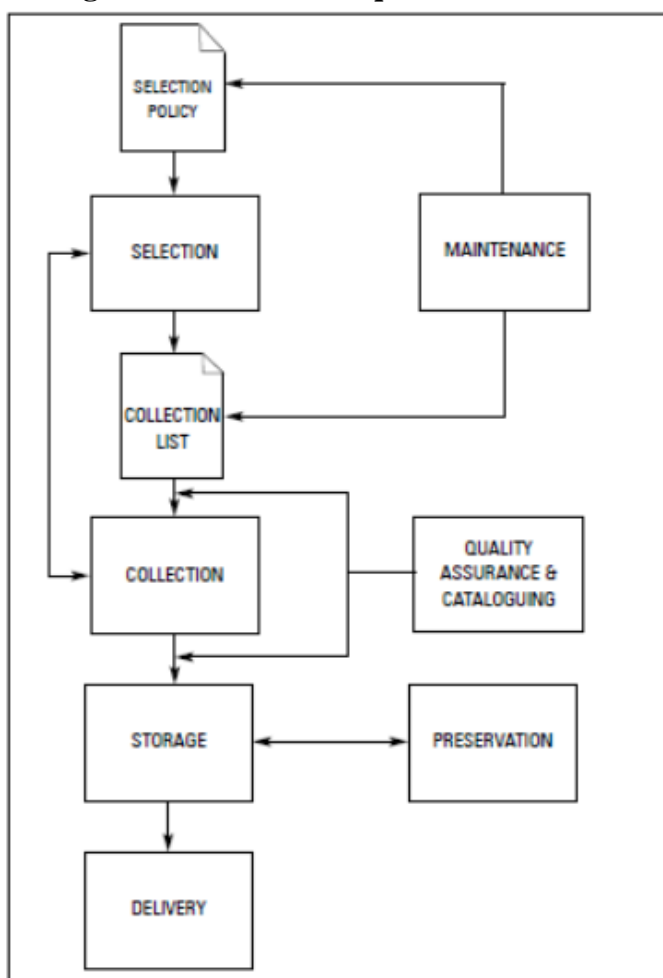 SELECTION
POLICY
SELECTION
MAINTENANCE
COLLECTION
LIST
COLLECTION
QUALITY
ASSURANCE &
CATALOGUING
STORAGE
PRESERVATION
DELIVERY